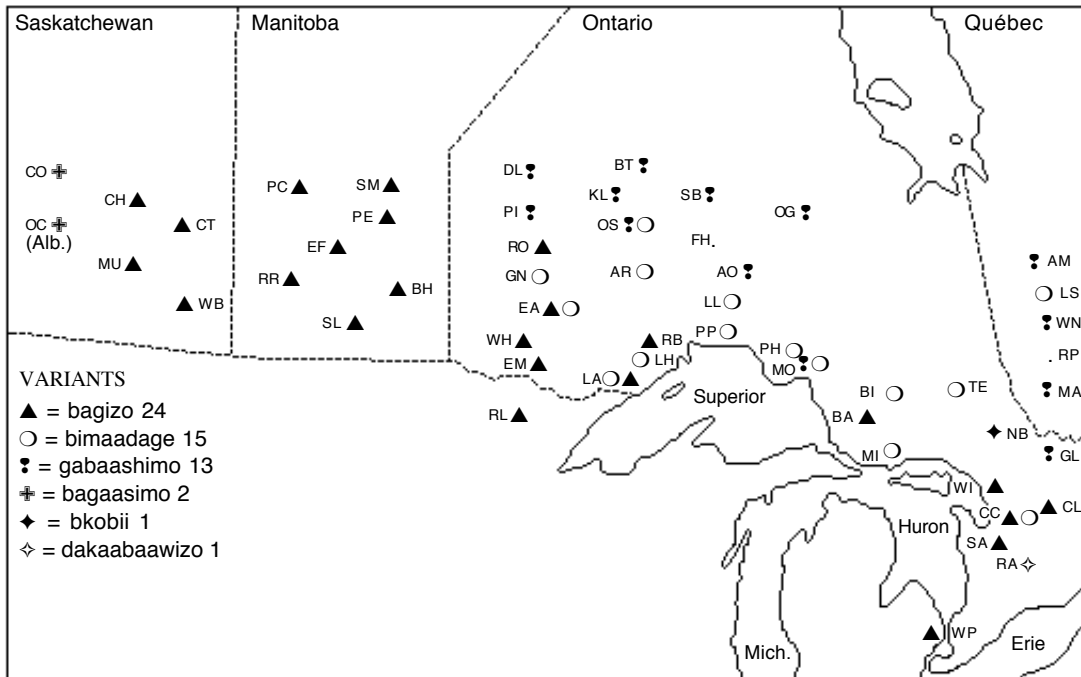 Saskatchewan Manitoba Ontario Québec
CO DL BT
CH PC SM KL SB
OC CT PE PI OS OG
(Alb.) EF RO FH
MU RR GN AR AO AM
WB BH EA LL LS
SL PP WN
WH RB PH RP
EM LH MO
VARIANTS LA BI TE MA
▲ = bagizo 24 RL Superior BA
○ = bimaadage 15 MI NB
= gabaashimo 13 GL
= bagaasimo 2 WI
✦ = bkobii 1 CC CL
✧ = dakaabaawizo 1 Huron SA
RA
WP
Mich. Erie